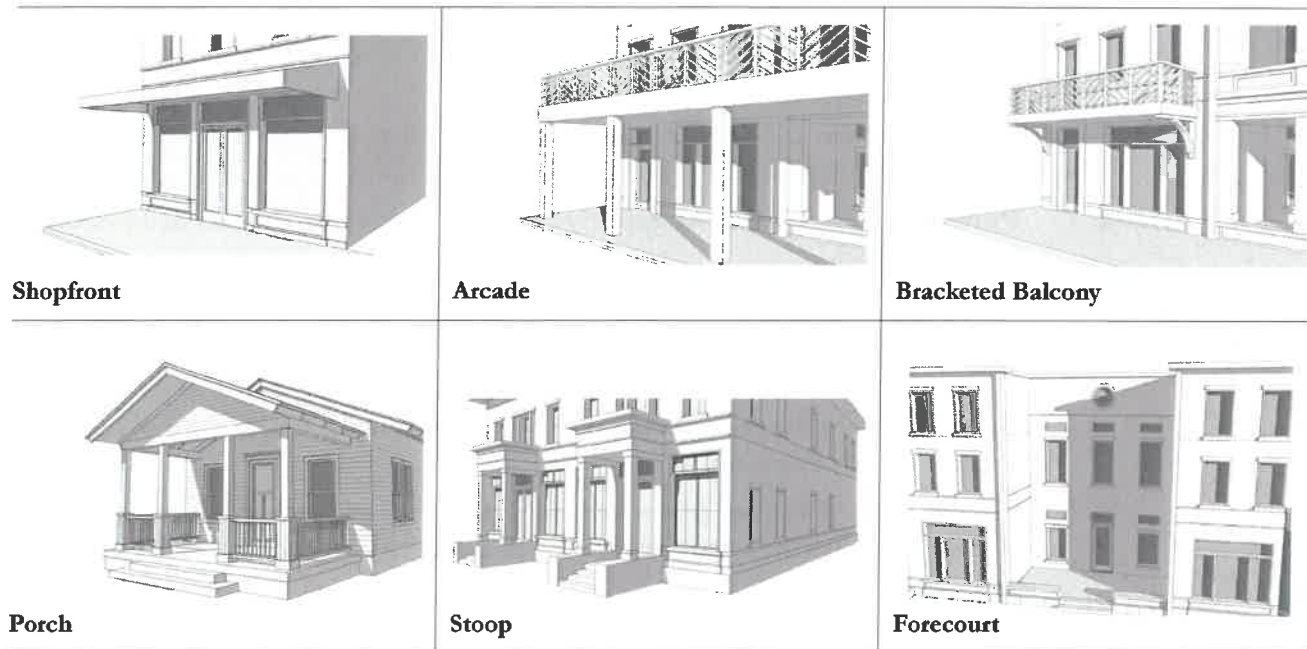 Shopfront
Arcade
Bracketed Balcony
Porch
Stoop
Forecourt